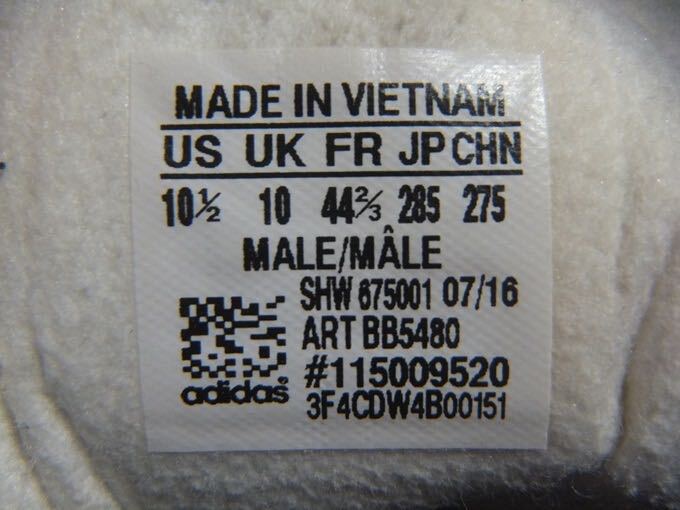 MADE IN VIETNAM
US UK FR JP CHN
10½ 10 44⅔ 285 275
MALE/MÂLE
SHW 675001 07/16
ART BB5480
#115009520
adidas
3F4CDW4B00151